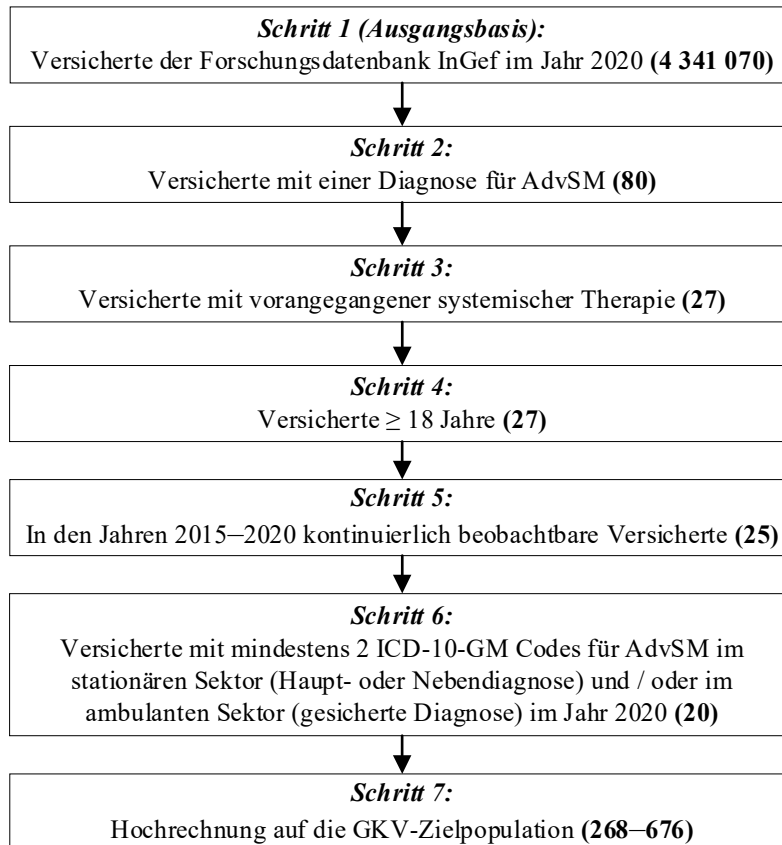 Schritt 1 (Ausgangsbasis):
Versicherte der Forschungsdatenbank InGef im Jahr 2020 (4 341 070)
Schritt 2:
Versicherte mit einer Diagnose für AdvSM (80)
Schritt 3:
Versicherte mit vorangegangener systemischer Therapie (27)
Schritt 4:
Versicherte ≥ 18 Jahre (27)
Schritt 5:
In den Jahren 2015–2020 kontinuierlich beobachtbare Versicherte (25)
Schritt 6:
Versicherte mit mindestens 2 ICD-10-GM Codes für AdvSM im
stationären Sektor (Haupt- oder Nebendiagnose) und / oder im
ambulanten Sektor (gesicherte Diagnose) im Jahr 2020 (20)
Schritt 7:
Hochrechnung auf die GKV-Zielpopulation (268–676)